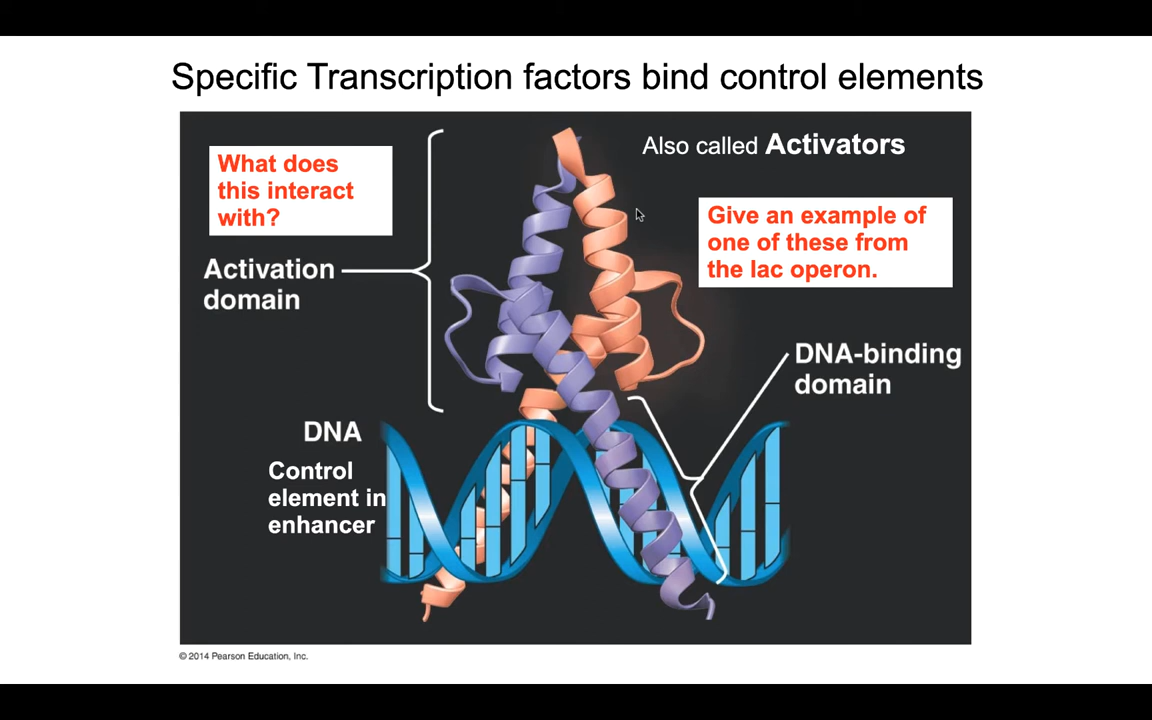 Specific Transcription factors bind control elements
What does
this interact
with?
Also called Activators
Give an example of
one of these from
the lac operon.
Activation
domain
DNA-binding
domain
DNA
Control
element in
enhancer
© 2014 Pearson Education, Inc.